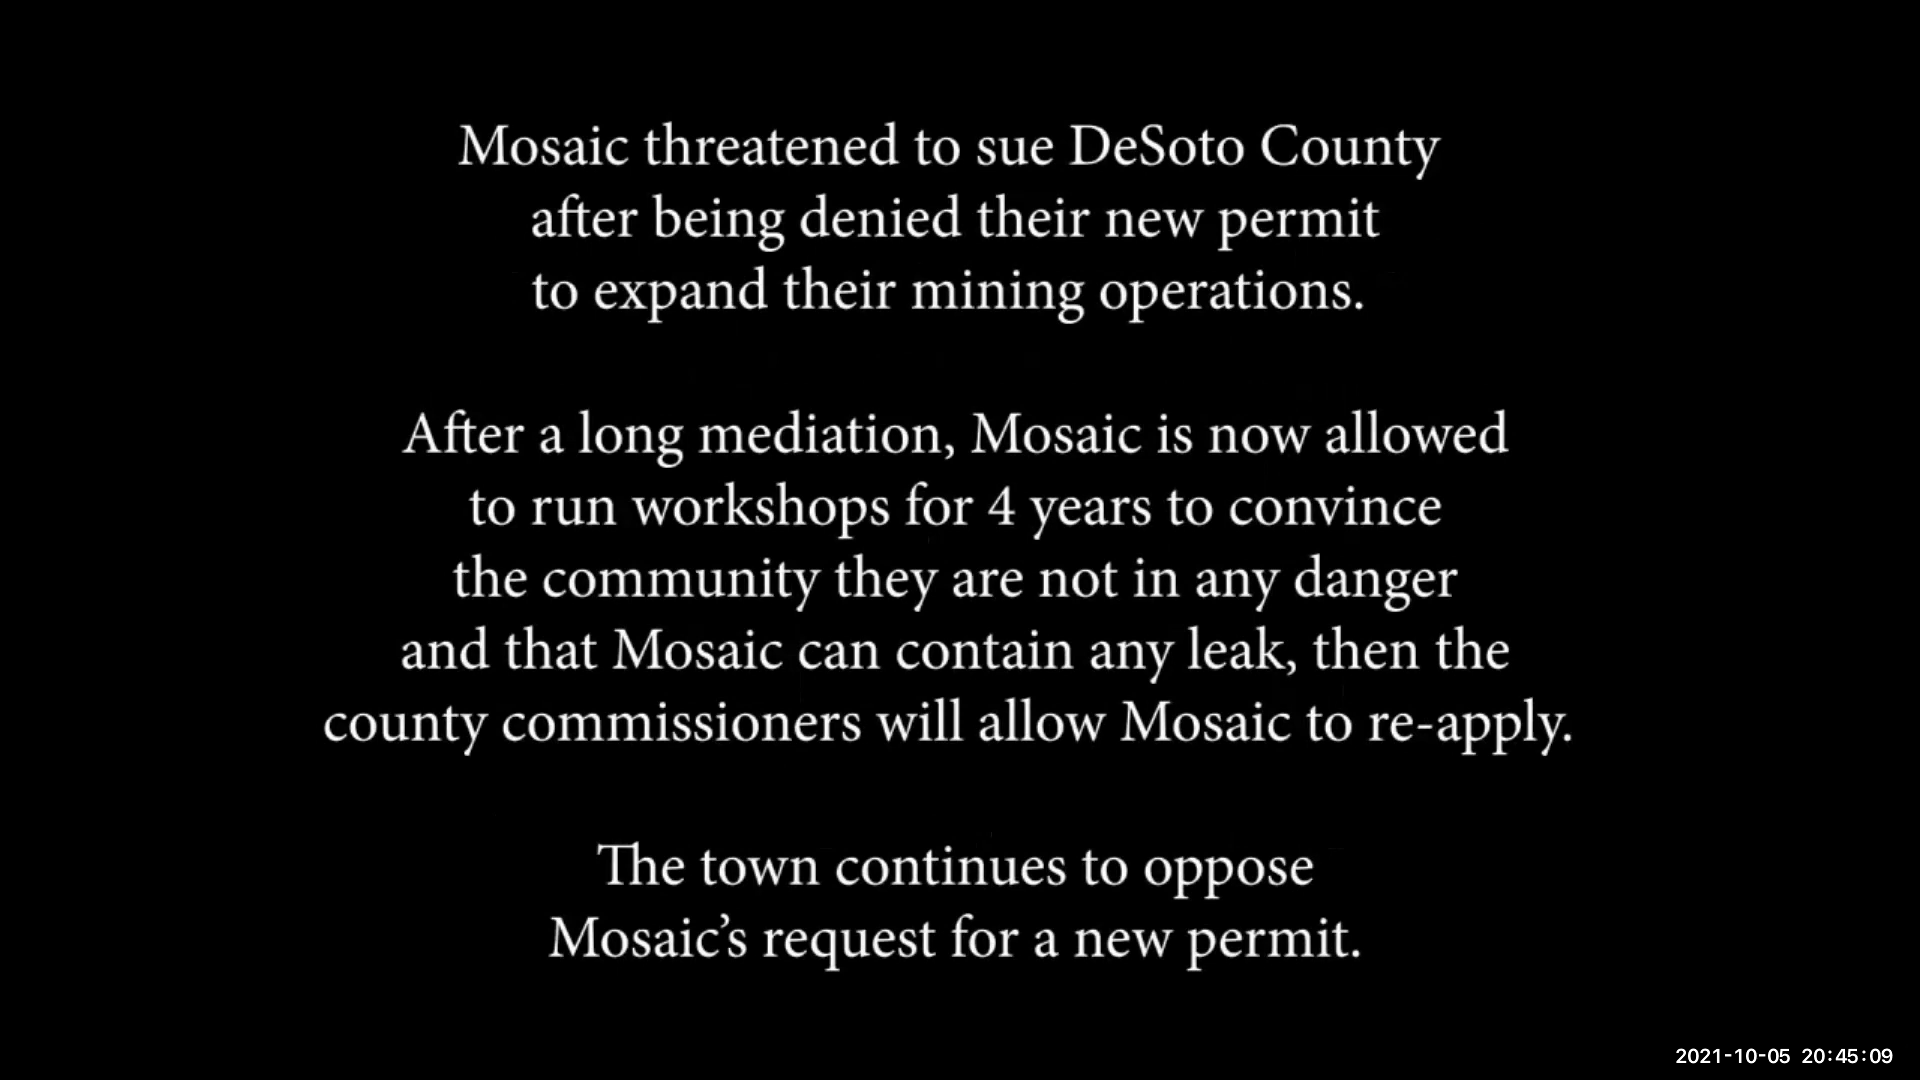 Mosaic threatened to sue DeSoto County
after being denied their new permit
to expand their mining operations.
After a long mediation, Mosaic is now allowed
to run workshops for 4 years to convince
the community they are not in any danger
and that Mosaic can contain any leak, then the
county commissioners will allow Mosaic to re-apply.
The town continues to oppose
Mosaic’s request for a new permit.
2021-10-05 20:45:09